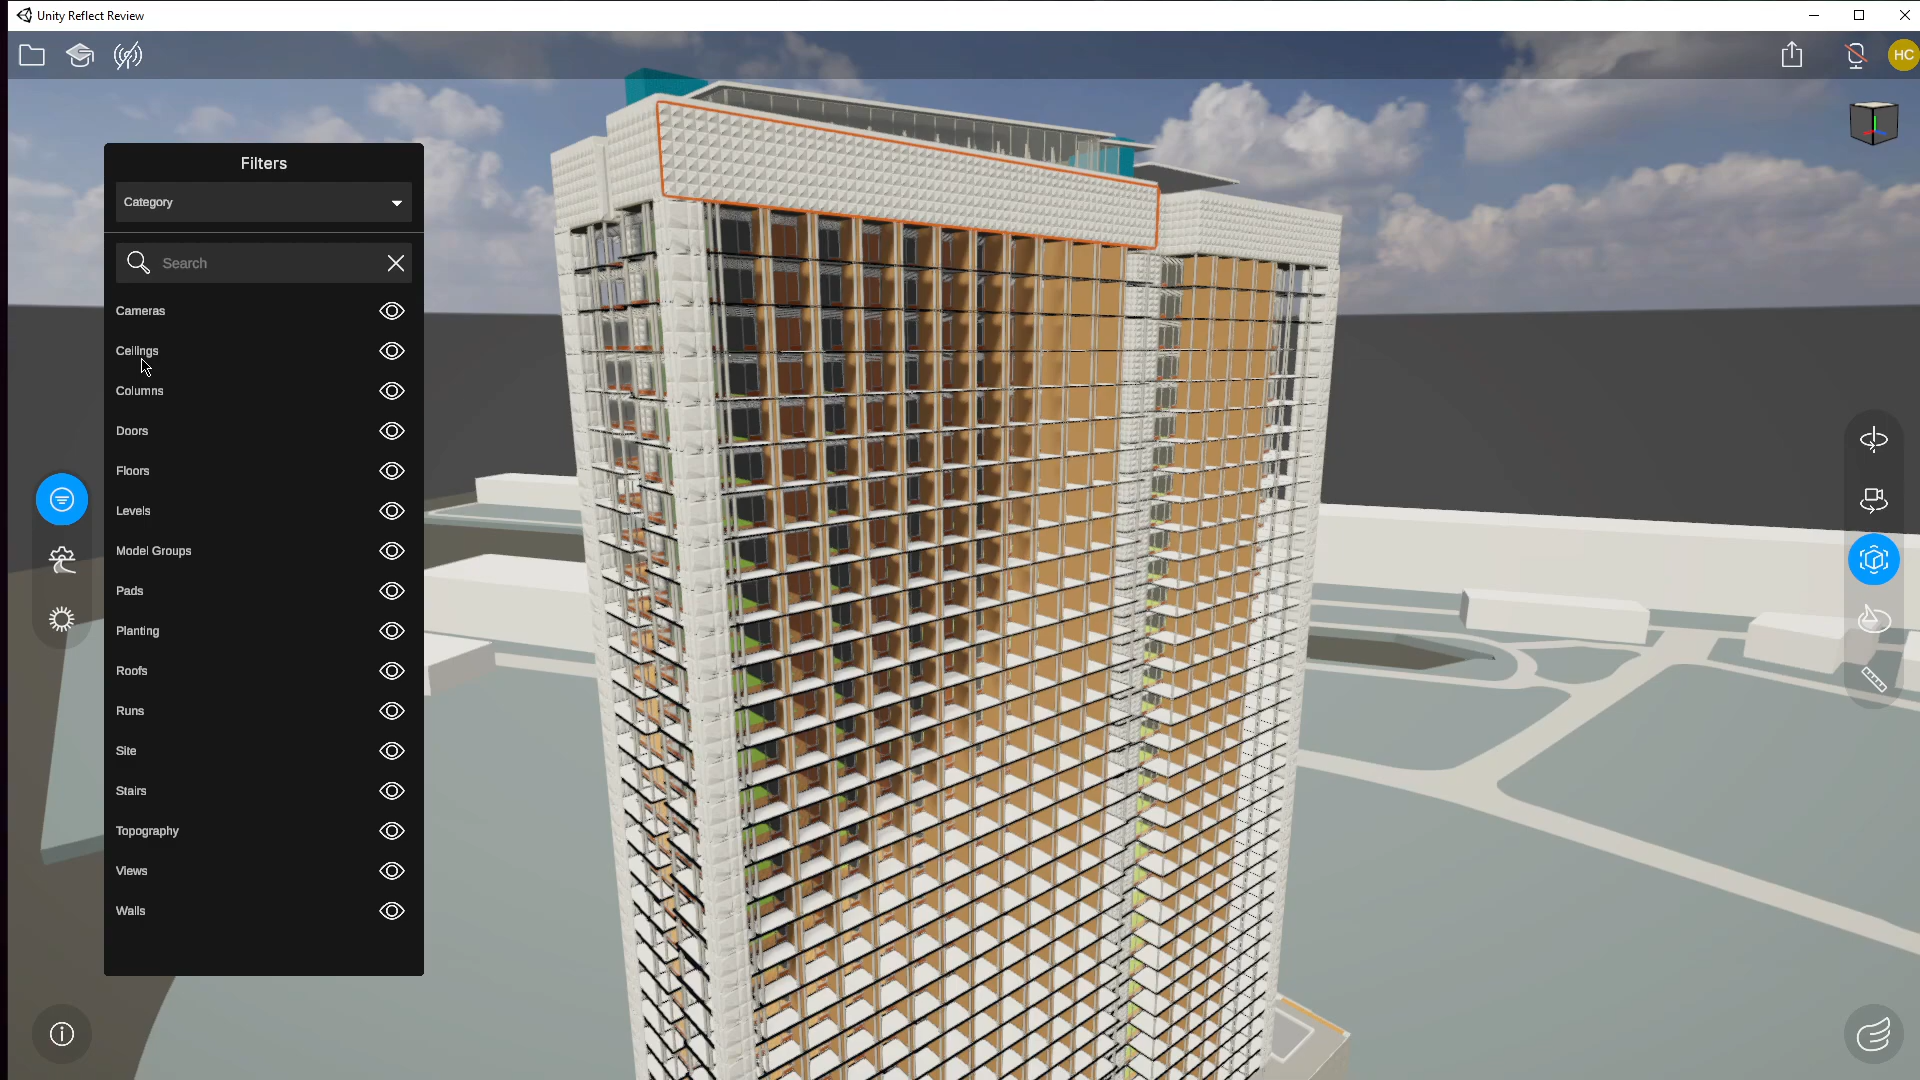 Unity Reflect Review
HC
Filters
Category
Search
Cameras
Ceilings
Columns
Doors
Floors
Levels
Model Groups
Pads
Planting
Roofs
Runs
Site
Stairs
Topography
Views
Walls